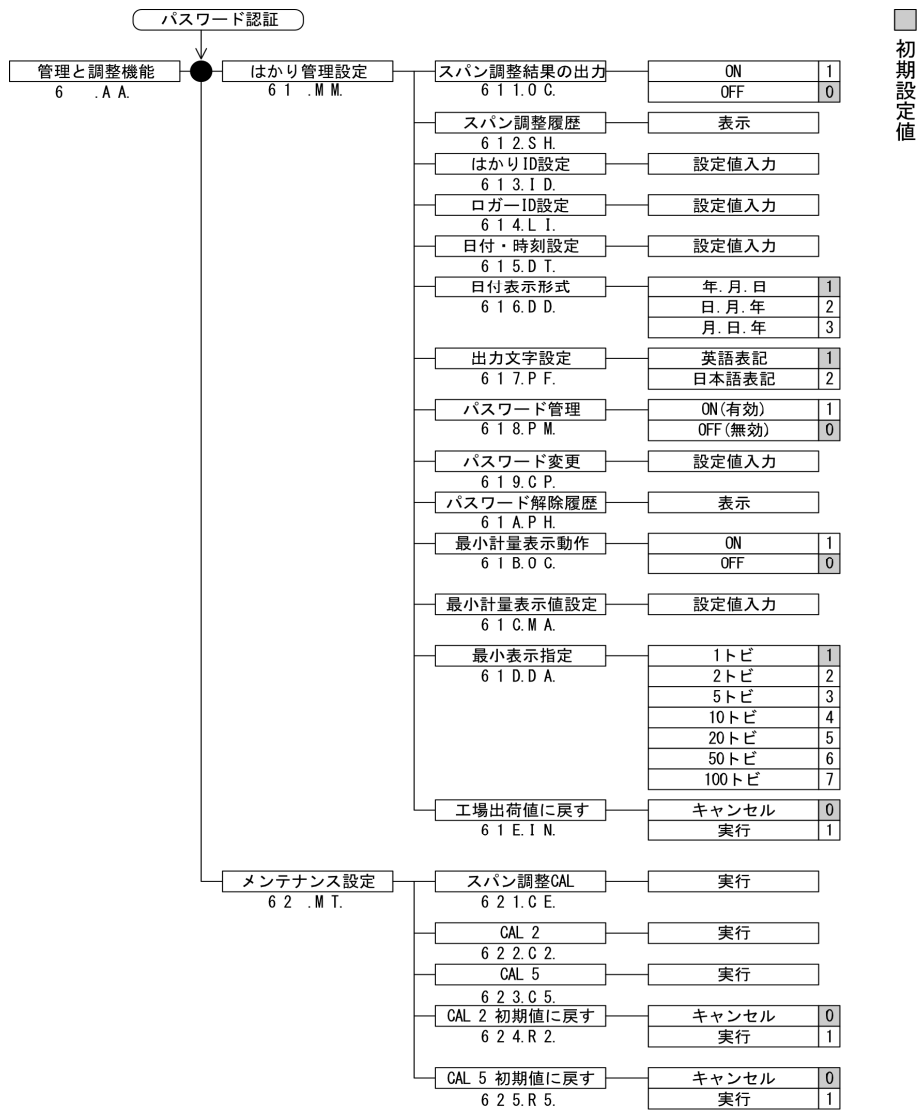 パスワード認証
初期設定値
管理と調整機能
6 .A A.
はかり管理設定
6 1 .M M.
スパン調整結果の出力
6 1 1.O C.
ON 1
OFF 0
スパン調整履歴
6 1 2.S H.
表示
はかりID設定
6 1 3.I D.
設定値入力
ロガーID設定
6 1 4.L I.
設定値入力
日付・時刻設定
6 1 5.D T.
設定値入力
日付表示形式
6 1 6.D D.
年.月.日 1
日.月.年 2
月.日.年 3
出力文字設定
6 1 7.P F.
英語表記 1
日本語表記 2
パスワード管理
6 1 8.P M.
ON(有効) 1
OFF(無効) 0
パスワード変更
6 1 9.C P.
設定値入力
パスワード解除履歴
6 1 A.P H.
表示
最小計量表示動作
6 1 B.O C.
ON 1
OFF 0
最小計量表示値設定
6 1 C.M A.
設定値入力
最小表示指定
6 1 D.D A.
1トビ 1
2トビ 2
5トビ 3
10トビ 4
20トビ 5
50トビ 6
100トビ 7
工場出荷値に戻す
6 1 E.I N.
キャンセル 0
実行 1
メンテナンス設定
6 2 .M T.
スパン調整CAL
6 2 1.C E.
実行
CAL 2
6 2 2.C 2.
実行
CAL 5
6 2 3.C 5.
実行
CAL 2 初期値に戻す
6 2 4.R 2.
キャンセル 0
実行 1
CAL 5 初期値に戻す
6 2 5.R 5.
キャンセル 0
実行 1